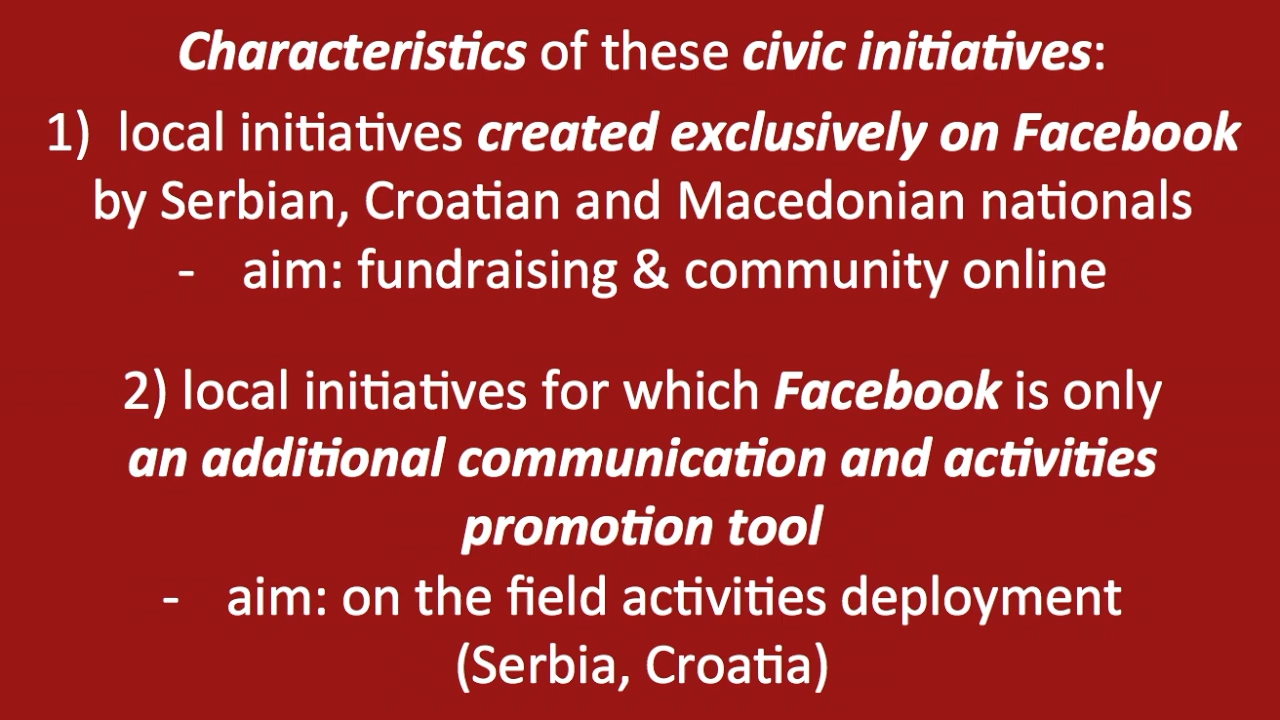 Characteristics of these civic initiatives:
1) local initiatives created exclusively on Facebook
by Serbian, Croatian and Macedonian nationals
- aim: fundraising & community online
2) local initiatives for which Facebook is only
an additional communication and activities
promotion tool
- aim: on the field activities deployment
(Serbia, Croatia)